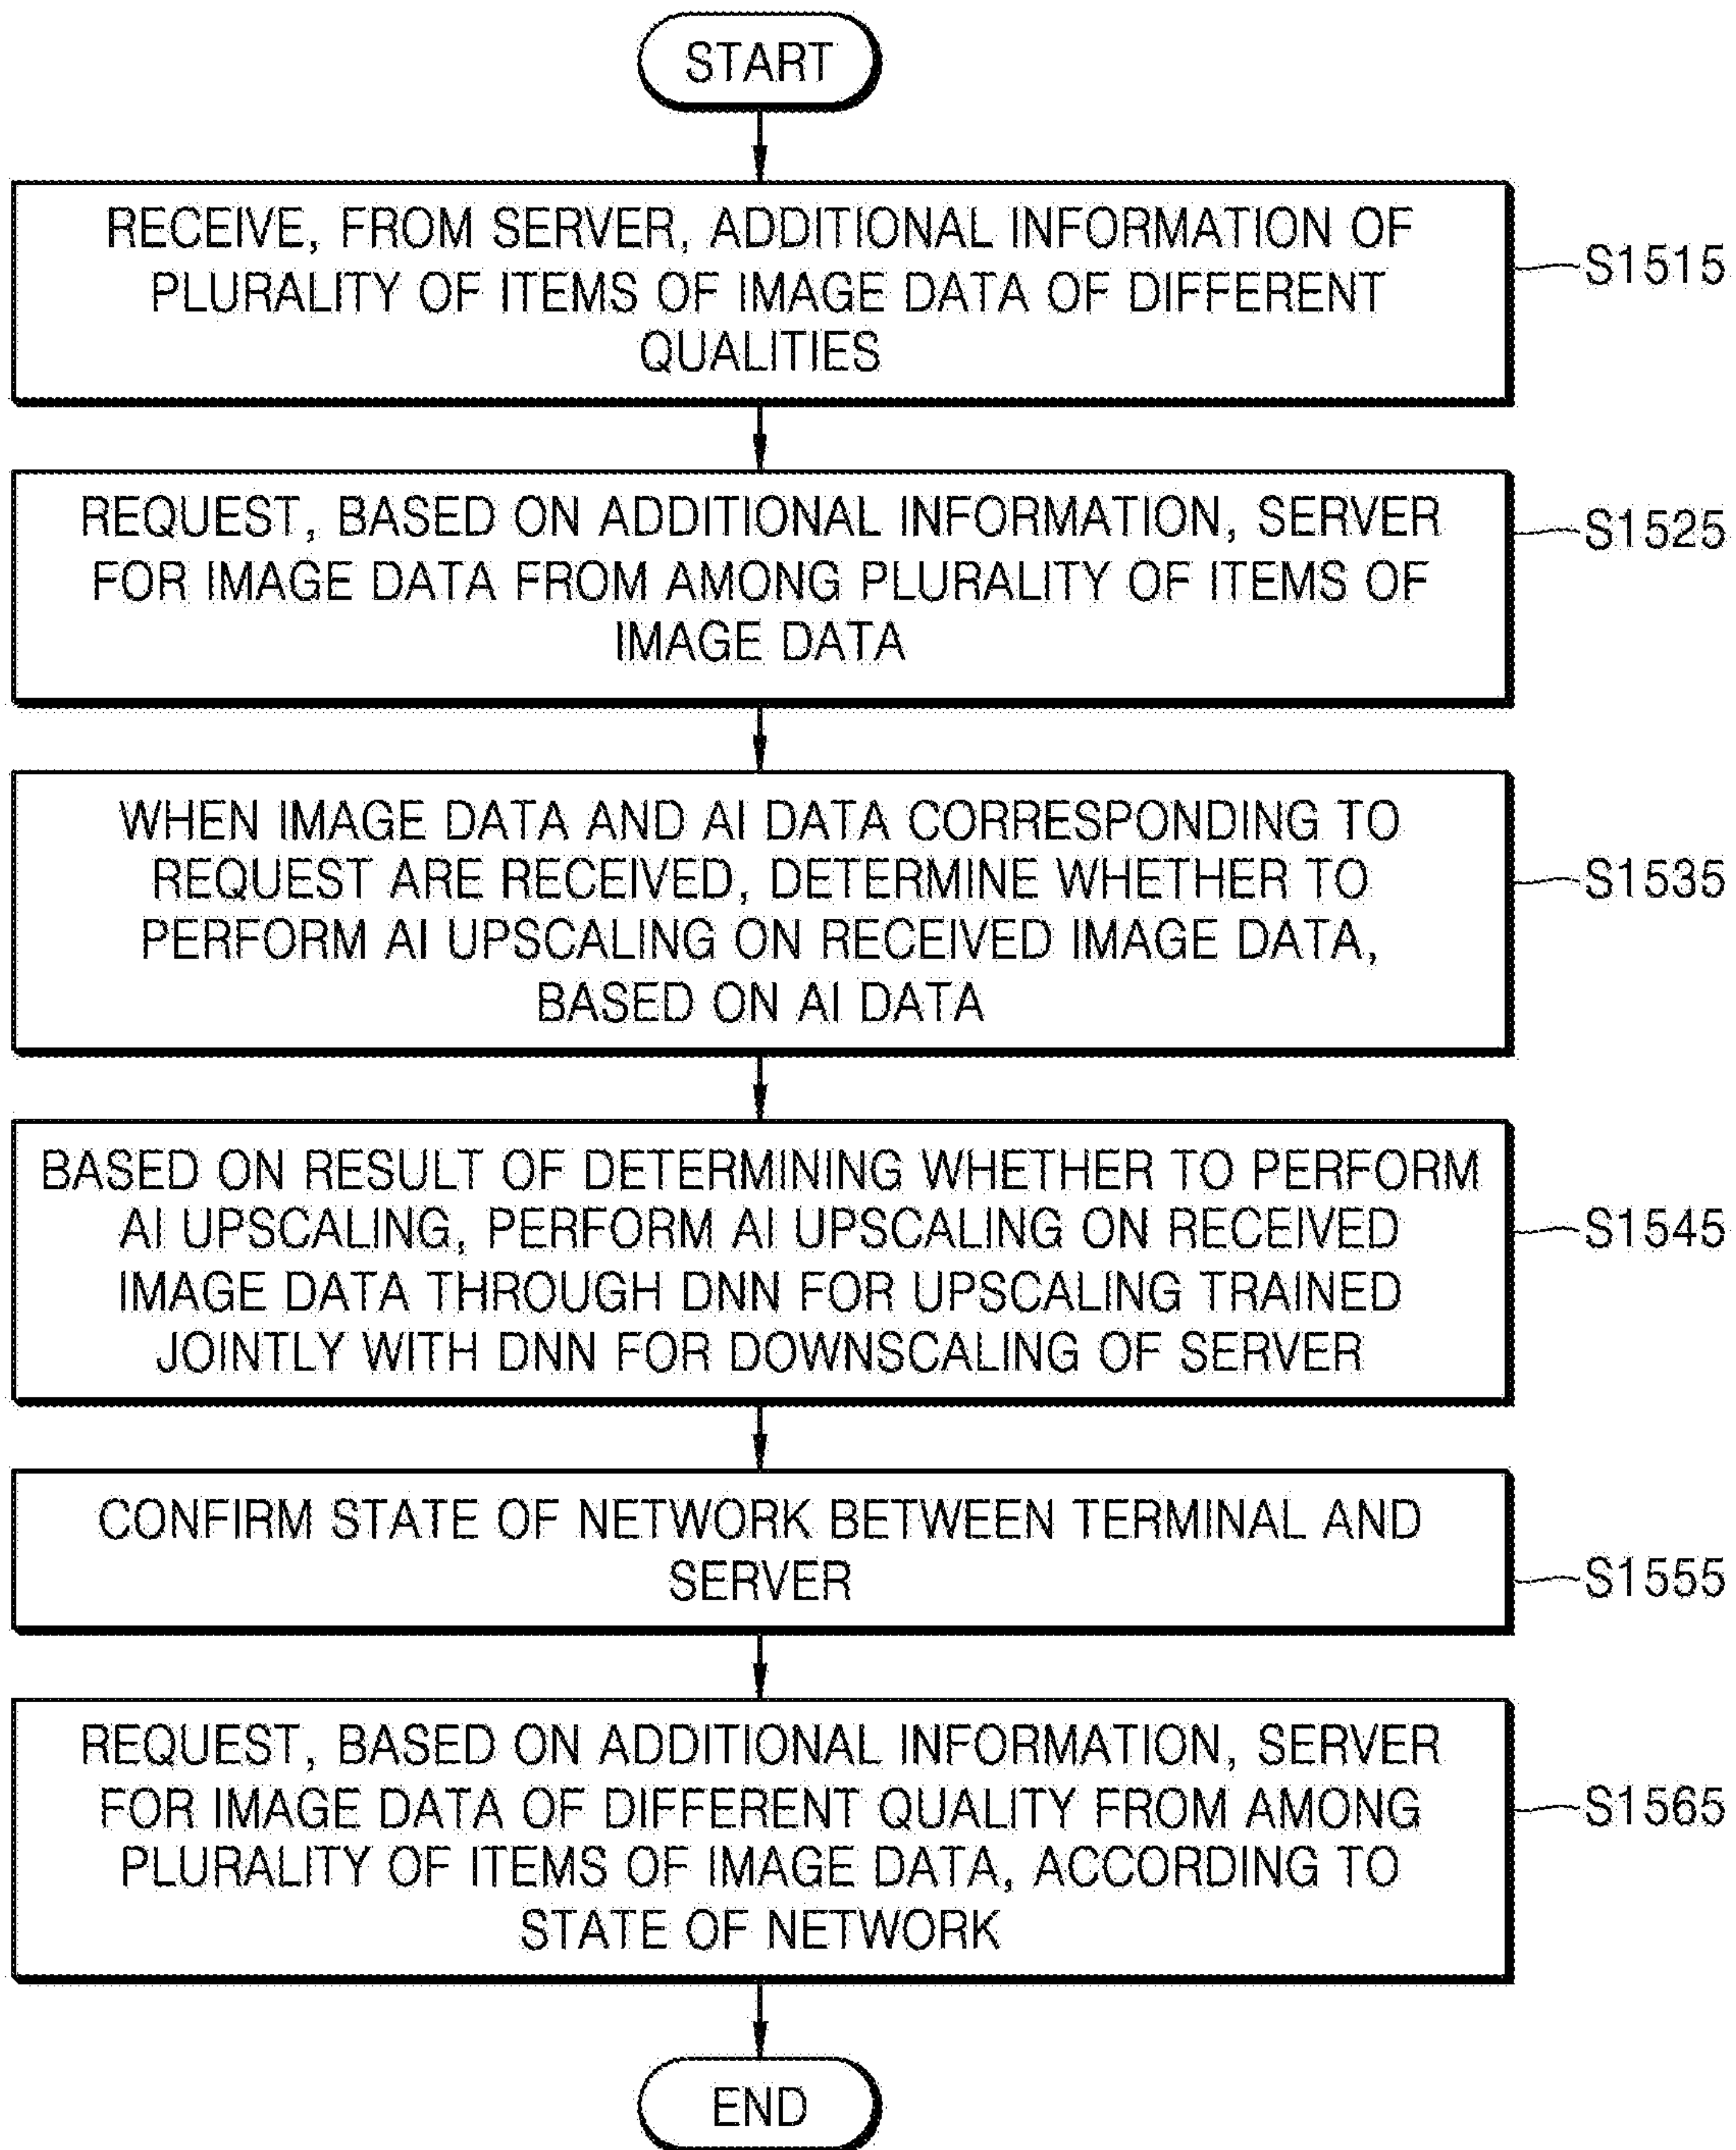 START
RECEIVE, FROM SERVER, ADDITIONAL INFORMATION OF
PLURALITY OF ITEMS OF IMAGE DATA OF DIFFERENT
QUALITIES
S1515
REQUEST, BASED ON ADDITIONAL INFORMATION, SERVER
FOR IMAGE DATA FROM AMONG PLURALITY OF ITEMS OF
IMAGE DATA
S1525
WHEN IMAGE DATA AND AI DATA CORRESPONDING TO
REQUEST ARE RECEIVED, DETERMINE WHETHER TO
PERFORM AI UPSCALING ON RECEIVED IMAGE DATA,
BASED ON AI DATA
S1535
BASED ON RESULT OF DETERMINING WHETHER TO PERFORM
AI UPSCALING, PERFORM AI UPSCALING ON RECEIVED
IMAGE DATA THROUGH DNN FOR UPSCALING TRAINED
JOINTLY WITH DNN FOR DOWNSCALING OF SERVER
S1545
CONFIRM STATE OF NETWORK BETWEEN TERMINAL AND
SERVER
S1555
REQUEST, BASED ON ADDITIONAL INFORMATION, SERVER
FOR IMAGE DATA OF DIFFERENT QUALITY FROM AMONG
PLURALITY OF ITEMS OF IMAGE DATA, ACCORDING TO
STATE OF NETWORK
S1565
END